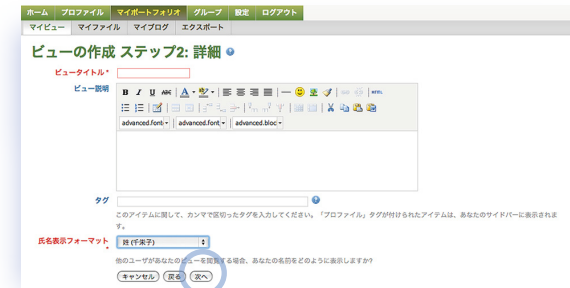 ホーム プロファイル マイポートフォリオ グループ 設定 ログアウト
マイビュー マイファイル マイブログ エクスポート
ビューの作成 ステップ2: 詳細
ビュータイトル *
ビュー説明
B I U ABC A HTML
advanced.font advanced.font advanced.bloc
タグ
このアイテムに関して、カンマで区切ったタグを入力してください。「プロファイル」タグが付けられたアイテムは、あなたのサイドバーに表示されま
す。
氏名表示フォーマット
*
姓 (千栄子)
他のユーザがあなたのビューを閲覧する場合、あなたの名前をどのように表示しますか?
キャンセル 戻る 次へ